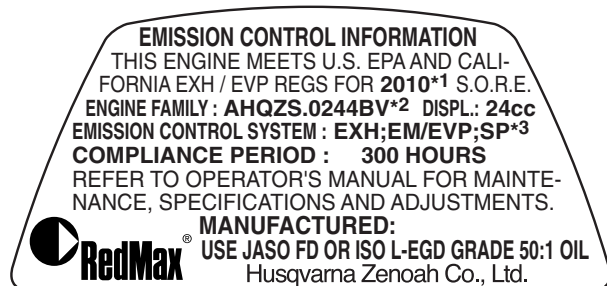 EMISSION CONTROL INFORMATION
THIS ENGINE MEETS U.S. EPA AND CALI-
FORNIA EXH / EVP REGS FOR 2010*1 S.O.R.E.
ENGINE FAMILY : AHQZS.0244BV*2 DISPL.: 24cc
EMISSION CONTROL SYSTEM : EXH;EM/EVP;SP*3
COMPLIANCE PERIOD : 300 HOURS
REFER TO OPERATOR'S MANUAL FOR MAINTE-
NANCE, SPECIFICATIONS AND ADJUSTMENTS.
MANUFACTURED:
RedMax® USE JASO FD OR ISO L-EGD GRADE 50:1 OIL
Husqvarna Zenoah Co., Ltd.